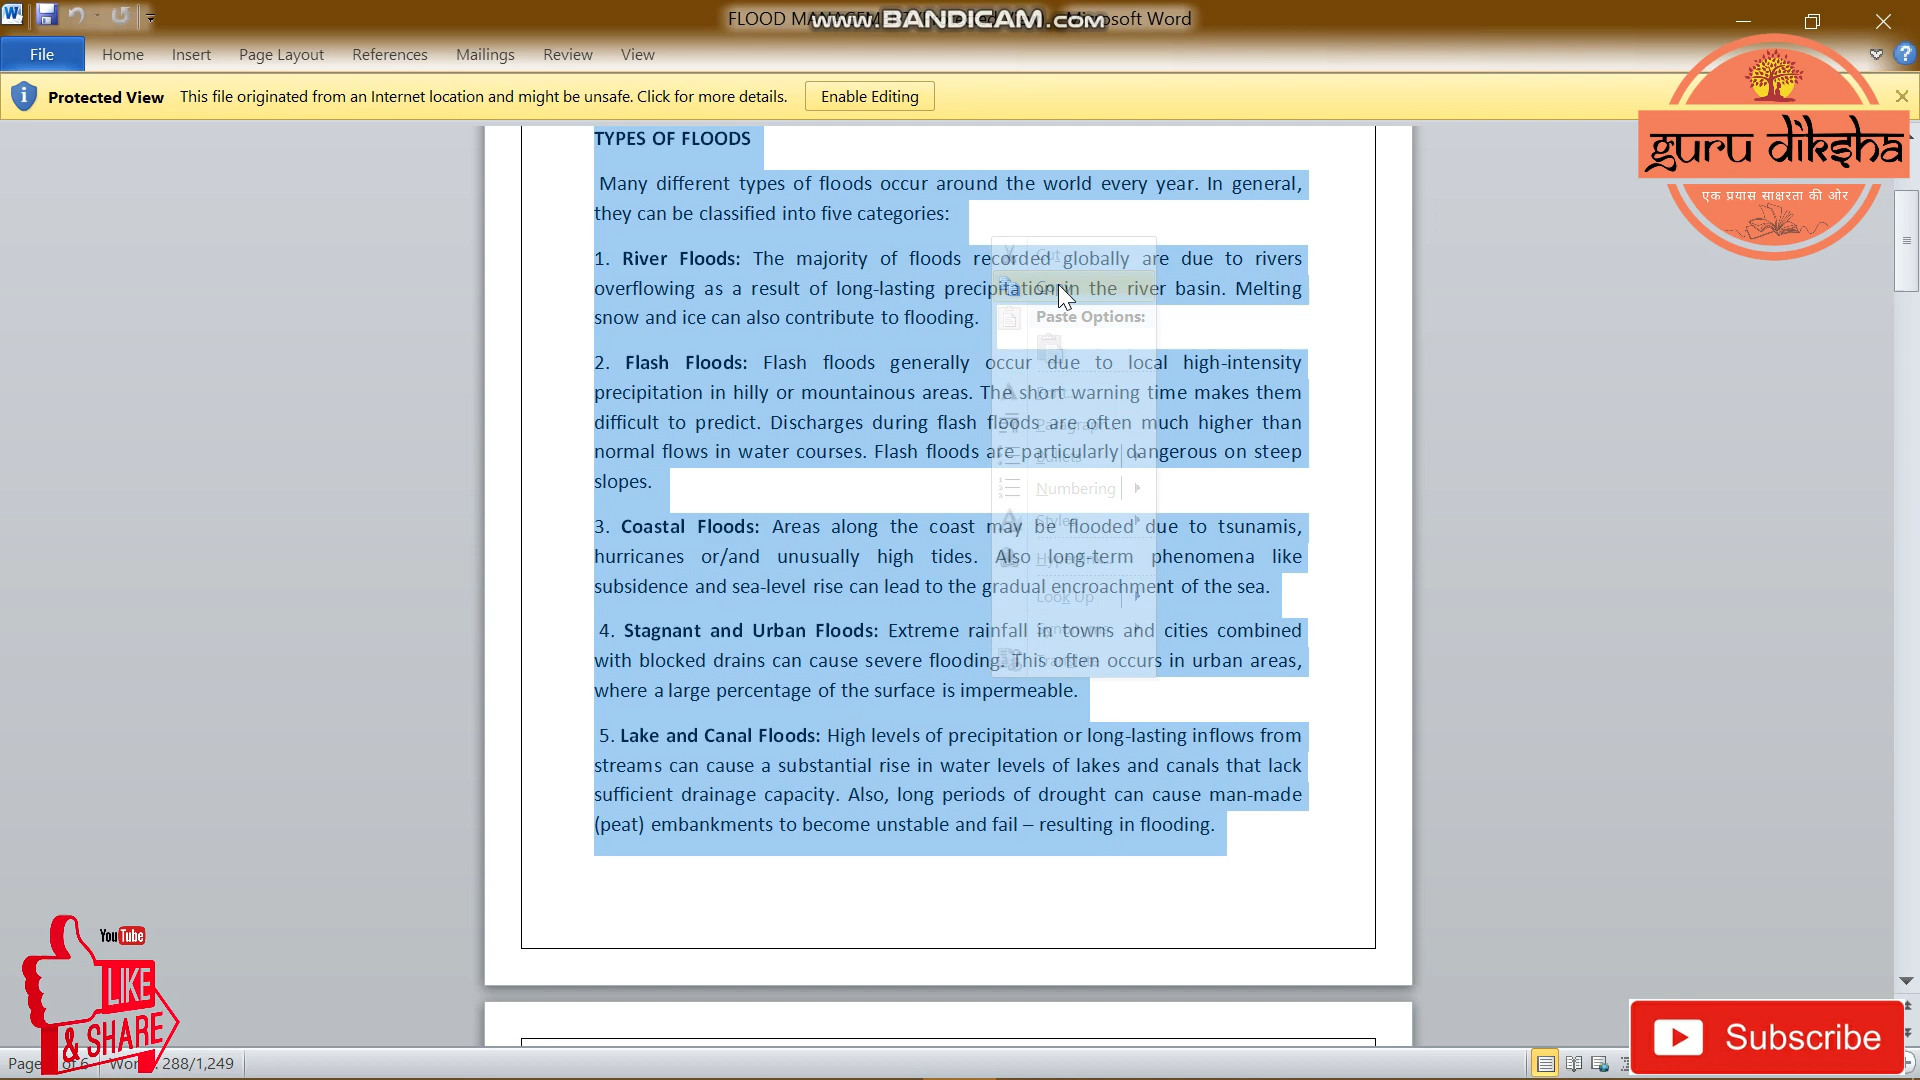 FLOOD MANAGEM
www.BANDICAM.com
Microsoft Word
File Home Insert Page Layout References Mailings Review View
Protected View This file originated from an Internet location and might be unsafe. Click for more details. Enable Editing
guru diksha
एक प्रयास साक्षरता की ओर
TYPES OF FLOODS
Many different types of floods occur around the world every year. In general,
they can be classified into five categories:
1. River Floods: The majority of floods recorded globally are due to rivers
overflowing as a result of long-lasting precipitation in the river basin. Melting
snow and ice can also contribute to flooding.
2. Flash Floods: Flash floods generally occur due to local high-intensity
precipitation in hilly or mountainous areas. The short warning time makes them
difficult to predict. Discharges during flash floods are often much higher than
normal flows in water courses. Flash floods are particularly dangerous on steep
slopes.
3. Coastal Floods: Areas along the coast may be flooded due to tsunamis,
hurricanes or/and unusually high tides. Also long-term phenomena like
subsidence and sea-level rise can lead to the gradual encroachment of the sea.
4. Stagnant and Urban Floods: Extreme rainfall in towns and cities combined
with blocked drains can cause severe flooding. This often occurs in urban areas,
where a large percentage of the surface is impermeable.
5. Lake and Canal Floods: High levels of precipitation or long-lasting inflows from
streams can cause a substantial rise in water levels of lakes and canals that lack
sufficient drainage capacity. Also, long periods of drought can cause man-made
(peat) embankments to become unstable and fail – resulting in flooding.
Cut
Paste Options:
Paragraph...
Bullets
Numbering
Styles
Look Up
YouTube
LIKE
& SHARE
Page of 6
288/1,249
Subscribe